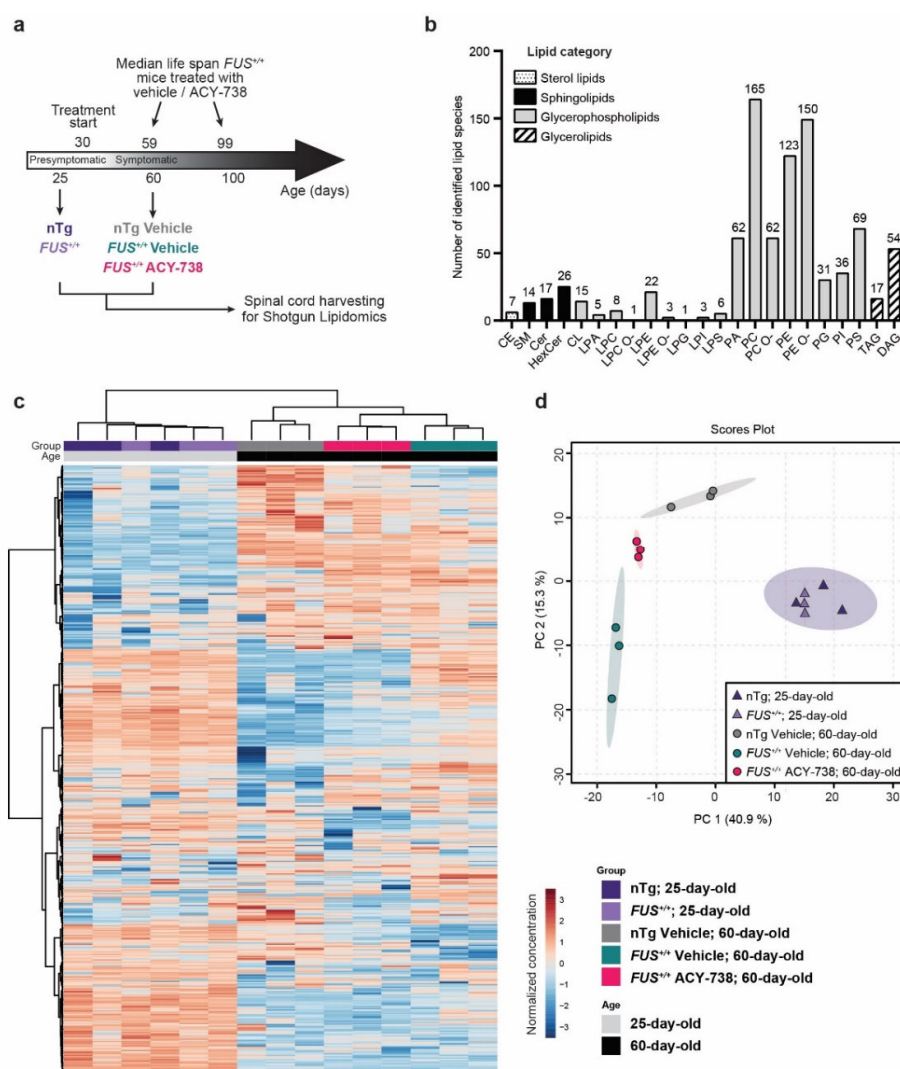 a
Median life span FUS+/+
mice treated with
vehicle / ACY-738
Treatment
start
30 59 99
Presymptomatic Symptomatic
25 60 100
Age (days)
nTg
FUS+/+
nTg Vehicle
FUS+/+ Vehicle
FUS+/+ ACY-738
Spinal cord harvesting
for Shotgun Lipidomics
b
Number of identified lipid species
200
150
100
50
0
Lipid category
Sterol lipids
Sphingolipids
Glycerophospholipids
Glycerolipids
7 14 17 26 15 5 8 1 22 3 1 3 6 62 165 62 123 150 31 36 69 17 54
CE SM Cer HexCer CL LPA LPC LPC O- LPE LPE O- LPG LPI LPS PA PC PC O- PE PE O- PG PI PS TAG DAG
c
Group
Age
d
Scores Plot
PC 2 (15.3 %)
20
10
0
-10
-20
-30
-20 -10 0 10 20 30
PC 1 (40.9 %)
nTg; 25-day-old
FUS+/+; 25-day-old
nTg Vehicle; 60-day-old
FUS+/+ Vehicle; 60-day-old
FUS+/+ ACY-738; 60-day-old
Normalized concentration
3
2
1
0
-1
-2
-3
Group
nTg; 25-day-old
FUS+/+; 25-day-old
nTg Vehicle; 60-day-old
FUS+/+ Vehicle; 60-day-old
FUS+/+ ACY-738; 60-day-old
Age
25-day-old
60-day-old